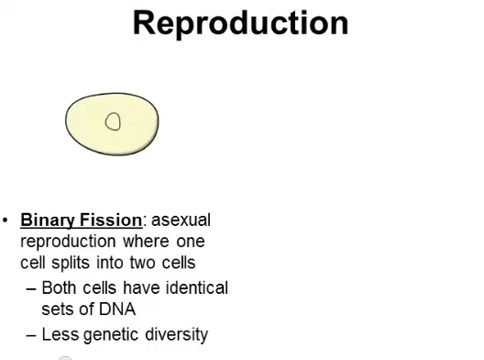 Reproduction
• Binary Fission: asexual
reproduction where one
cell splits into two cells
– Both cells have identical
sets of DNA
– Less genetic diversity